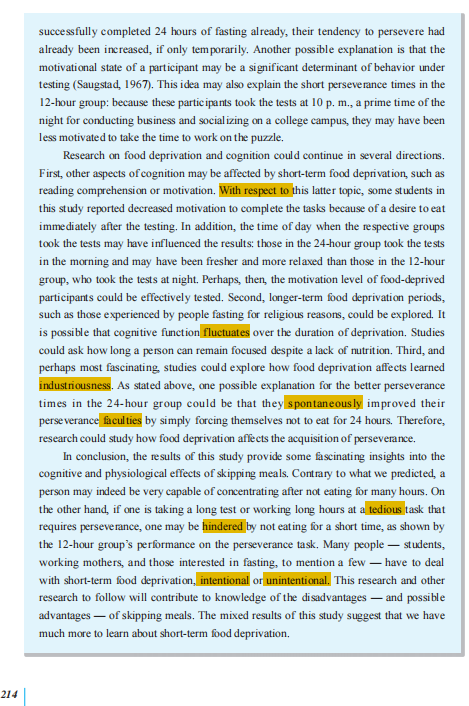 successfully completed 24 hours of fasting already, their tendency to persevere had
already been increased, if only temporarily. Another possible explanation is that the
motivational state of a participant may be a significant determinant of behavior under
testing (Saugstad, 1967). This idea may also explain the short perseverance times in the
12-hour group: because these participants took the tests at 10 p. m., a prime time of the
night for conducting business and socializing on a college campus, they may have been
less motivated to take the time to work on the puzzle.
Research on food deprivation and cognition could continue in several directions.
First, other aspects of cognition may be affected by short-term food deprivation, such as
reading comprehension or motivation. With respect to this latter topic, some students in
this study reported decreased motivation to complete the tasks because of a desire to eat
immediately after the testing. In addition, the time of day when the respective groups
took the tests may have influenced the results: those in the 24-hour group took the tests
in the morning and may have been fresher and more relaxed than those in the 12-hour
group, who took the tests at night. Perhaps, then, the motivation level of food-deprived
participants could be effectively tested. Second, longer-term food deprivation periods,
such as those experienced by people fasting for religious reasons, could be explored. It
is possible that cognitive function fluctuates over the duration of deprivation. Studies
could ask how long a person can remain focused despite a lack of nutrition. Third, and
perhaps most fascinating, studies could explore how food deprivation affects learned
industriousness. As stated above, one possible explanation for the better perseverance
times in the 24-hour group could be that they spontaneously improved their
perseverance faculties by simply forcing themselves not to eat for 24 hours. Therefore,
research could study how food deprivation affects the acquisition of perseverance.
In conclusion, the results of this study provide some fascinating insights into the
cognitive and physiological effects of skipping meals. Contrary to what we predicted, a
person may indeed be very capable of concentrating after not eating for many hours. On
the other hand, if one is taking a long test or working long hours at a tedious task that
requires perseverance, one may be hindered by not eating for a short time, as shown by
the 12-hour group's performance on the perseverance task. Many people — students,
working mothers, and those interested in fasting, to mention a few — have to deal
with short-term food deprivation, intentional or unintentional. This research and other
research to follow will contribute to knowledge of the disadvantages — and possible
advantages — of skipping meals. The mixed results of this study suggest that we have
much more to learn about short-term food deprivation.
214